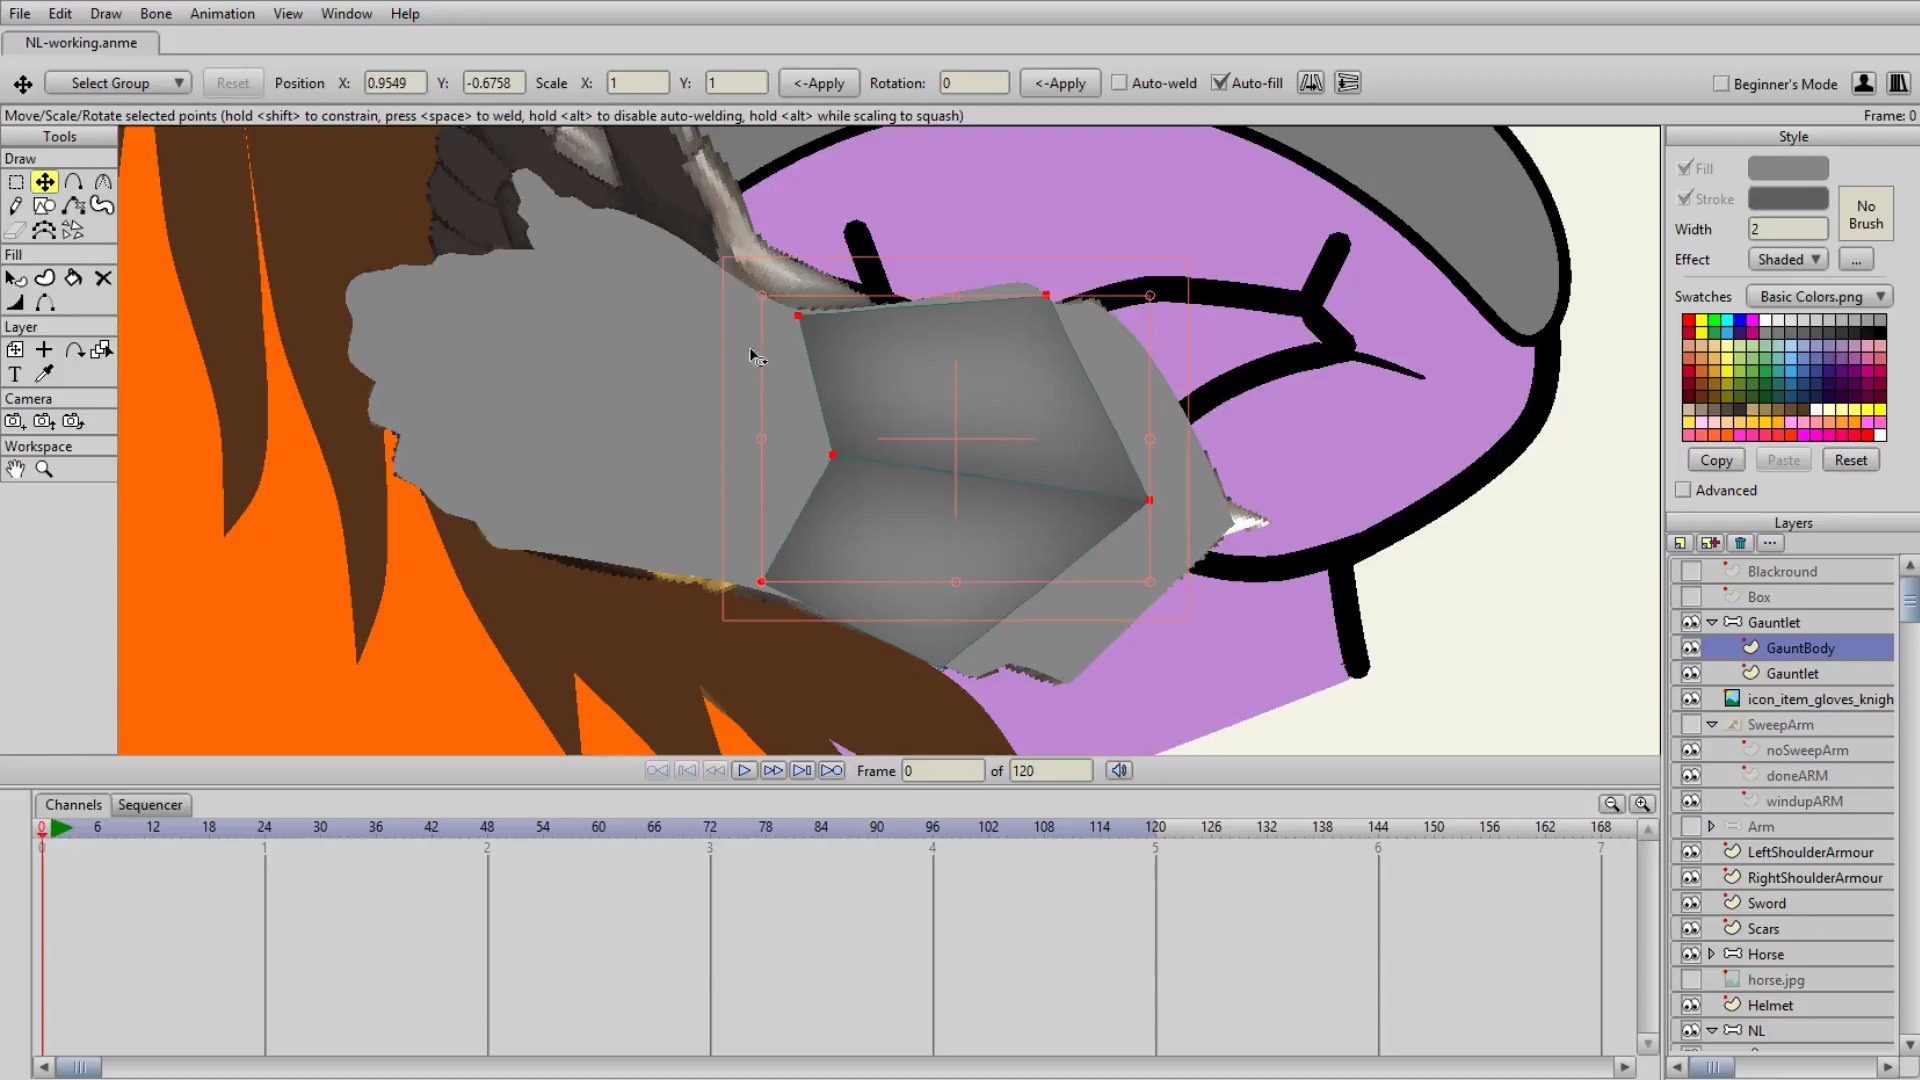 File Edit Draw Bone Animation View Window Help
NL-working.anme
Select Group Reset Position X: 0.9549 Y: -0.6758 Scale X: 1 Y: 1 <-Apply Rotation: 0 <-Apply Auto-weld Auto-fill Beginner's Mode
Move/Scale/Rotate selected points (hold <shift> to constrain, press <space> to weld, hold <alt> to disable auto-welding, hold <alt> while scaling to squash) Frame: 0
Tools
Draw
Fill
Layer
T
Camera
Workspace
Style
Fill
Stroke
No Brush
Width 2
Effect Shaded ...
Swatches Basic Colors.png
Copy Paste Reset
Advanced
Layers
Blackround
Box
Gauntlet
GauntBody
Gauntlet
icon_item_gloves_knigh
SweepArm
noSweepArm
doneARM
windupARM
Arm
LeftShoulderArmour
RightShoulderArmour
Sword
Scars
Horse
horse.jpg
Helmet
NL
Frame 0 of 120
Channels Sequencer
0 6 12 18 24 30 36 42 48 54 60 66 72 78 84 90 96 102 108 114 120 126 132 138 144 150 156 162 168
0 1 2 3 4 5 6 7